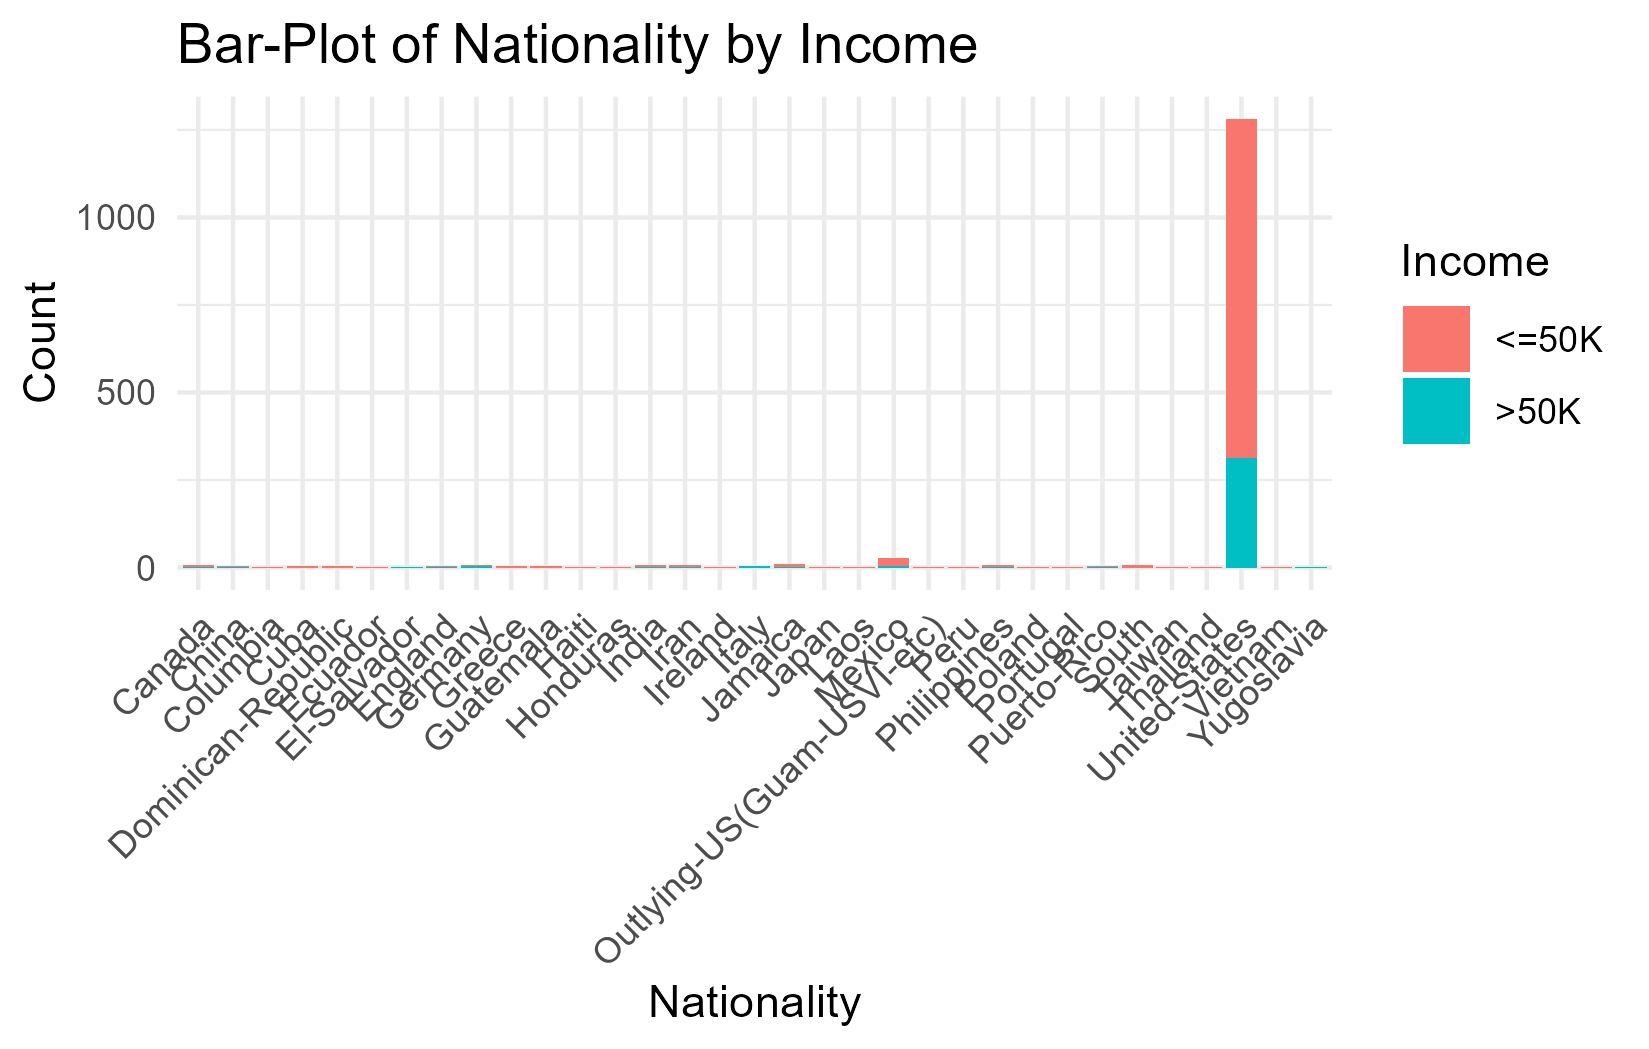 Bar-Plot of Nationality by Income
Count
1000
500
0
Canada
China
Columbia
Cuba
Dominican-Republic
Ecuador
El-Salvador
England
Germany
Greece
Guatemala
Haiti
Honduras
India
Iran
Ireland
Italy
Jamaica
Japan
Laos
Mexico
Outlying-US(Guam-USVI-etc)
Peru
Philippines
Poland
Portugal
Puerto-Rico
South
Taiwan
Thailand
United-States
Vietnam
Yugoslavia
Nationality
Income
<=50K
>50K